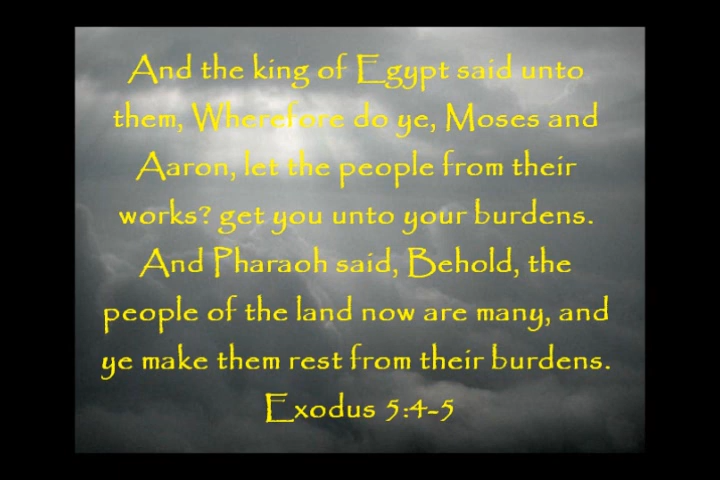 And the king of Egypt said unto
them, Wherefore do ye, Moses and
Aaron, let the people from their
works? get you unto your burdens.
And Pharaoh said, Behold, the
people of the land now are many, and
ye make them rest from their burdens.
Exodus 5:4-5